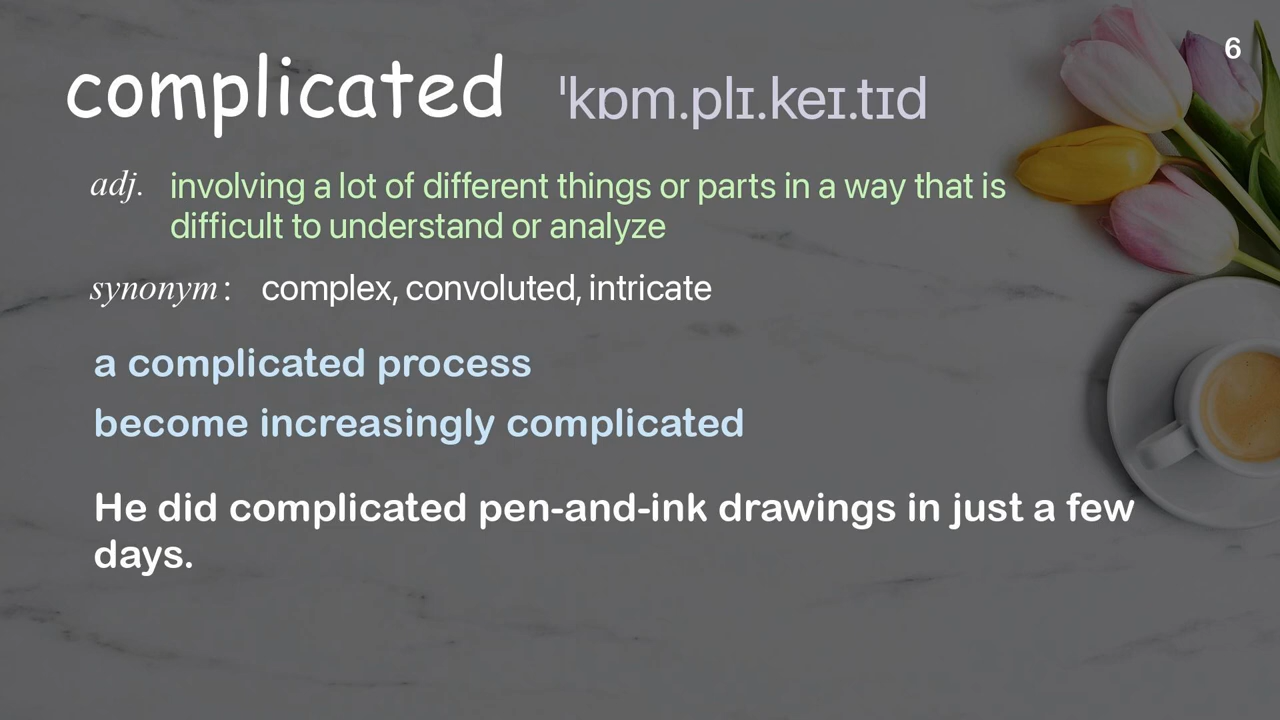 6
complicated ˈkɒm.plɪ.keɪ.tɪd
adj. involving a lot of different things or parts in a way that is
difficult to understand or analyze
synonym: complex, convoluted, intricate
a complicated process
become increasingly complicated
He did complicated pen-and-ink drawings in just a few
days.